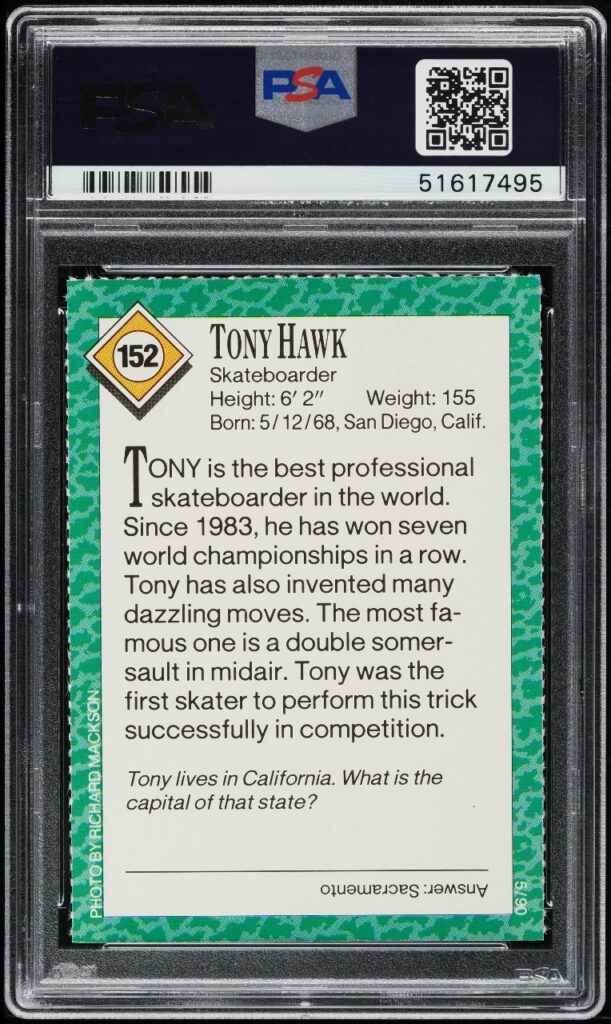 PSA
PSA
51617495
152
TONY HAWK
Skateboarder
Height: 6' 2" Weight: 155
Born: 5/12/68, San Diego, Calif.
TONY is the best professional
skateboarder in the world.
Since 1983, he has won seven
world championships in a row.
Tony has also invented many
dazzling moves. The most fa-
mous one is a double somer-
sault in midair. Tony was the
first skater to perform this trick
successfully in competition.
Tony lives in California. What is the
capital of that state?
Answer: Sacramento
PHOTO BY RICHARD MACKSON
5/90
PSA